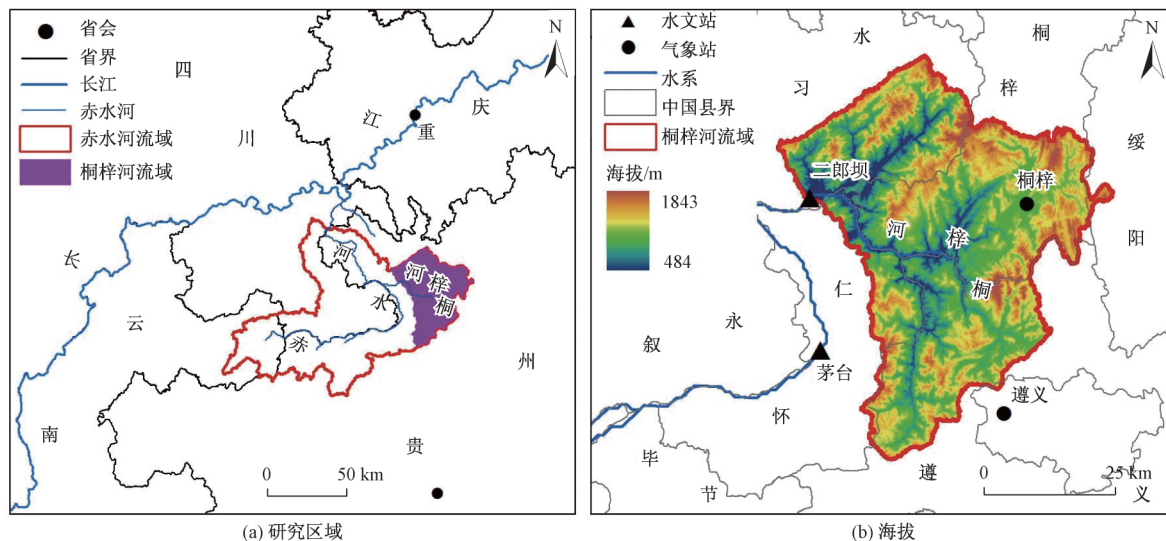 省会
省界
长江
赤水河
赤水河流域
桐梓河流域
N
四
川
重
庆
江
长
云
南
河
水
赤
河
梓
桐
州
贵
0 50 km
(a) 研究区域
水文站
气象站
水系
中国县界
桐梓河流域
海拔/m
1843
484
N
水
桐
习
梓
绥
二郎坝
桐梓
河
梓
阳
桐
仁
永
叙
茅台
遵义
怀
毕
遵
0 25 km
节
义
(b) 海拔